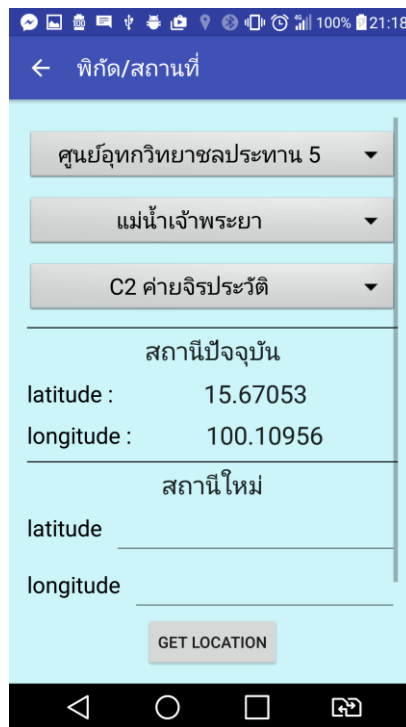 100% 21:18
พิกัด/สถานที่
ศูนย์อุทกวิทยาชลประทาน 5
แม่น้ำเจ้าพระยา
C2 ค่ายจิรประวัติ
สถานีปัจจุบัน
latitude : 15.67053
longitude : 100.10956
สถานีใหม่
latitude
longitude
GET LOCATION